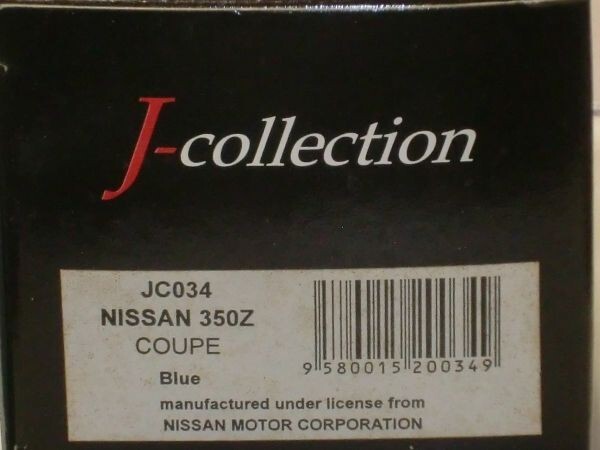 J-collection
JC034
NISSAN 350Z
COUPE
Blue
9 580015 200349
manufactured under license from
NISSAN MOTOR CORPORATION